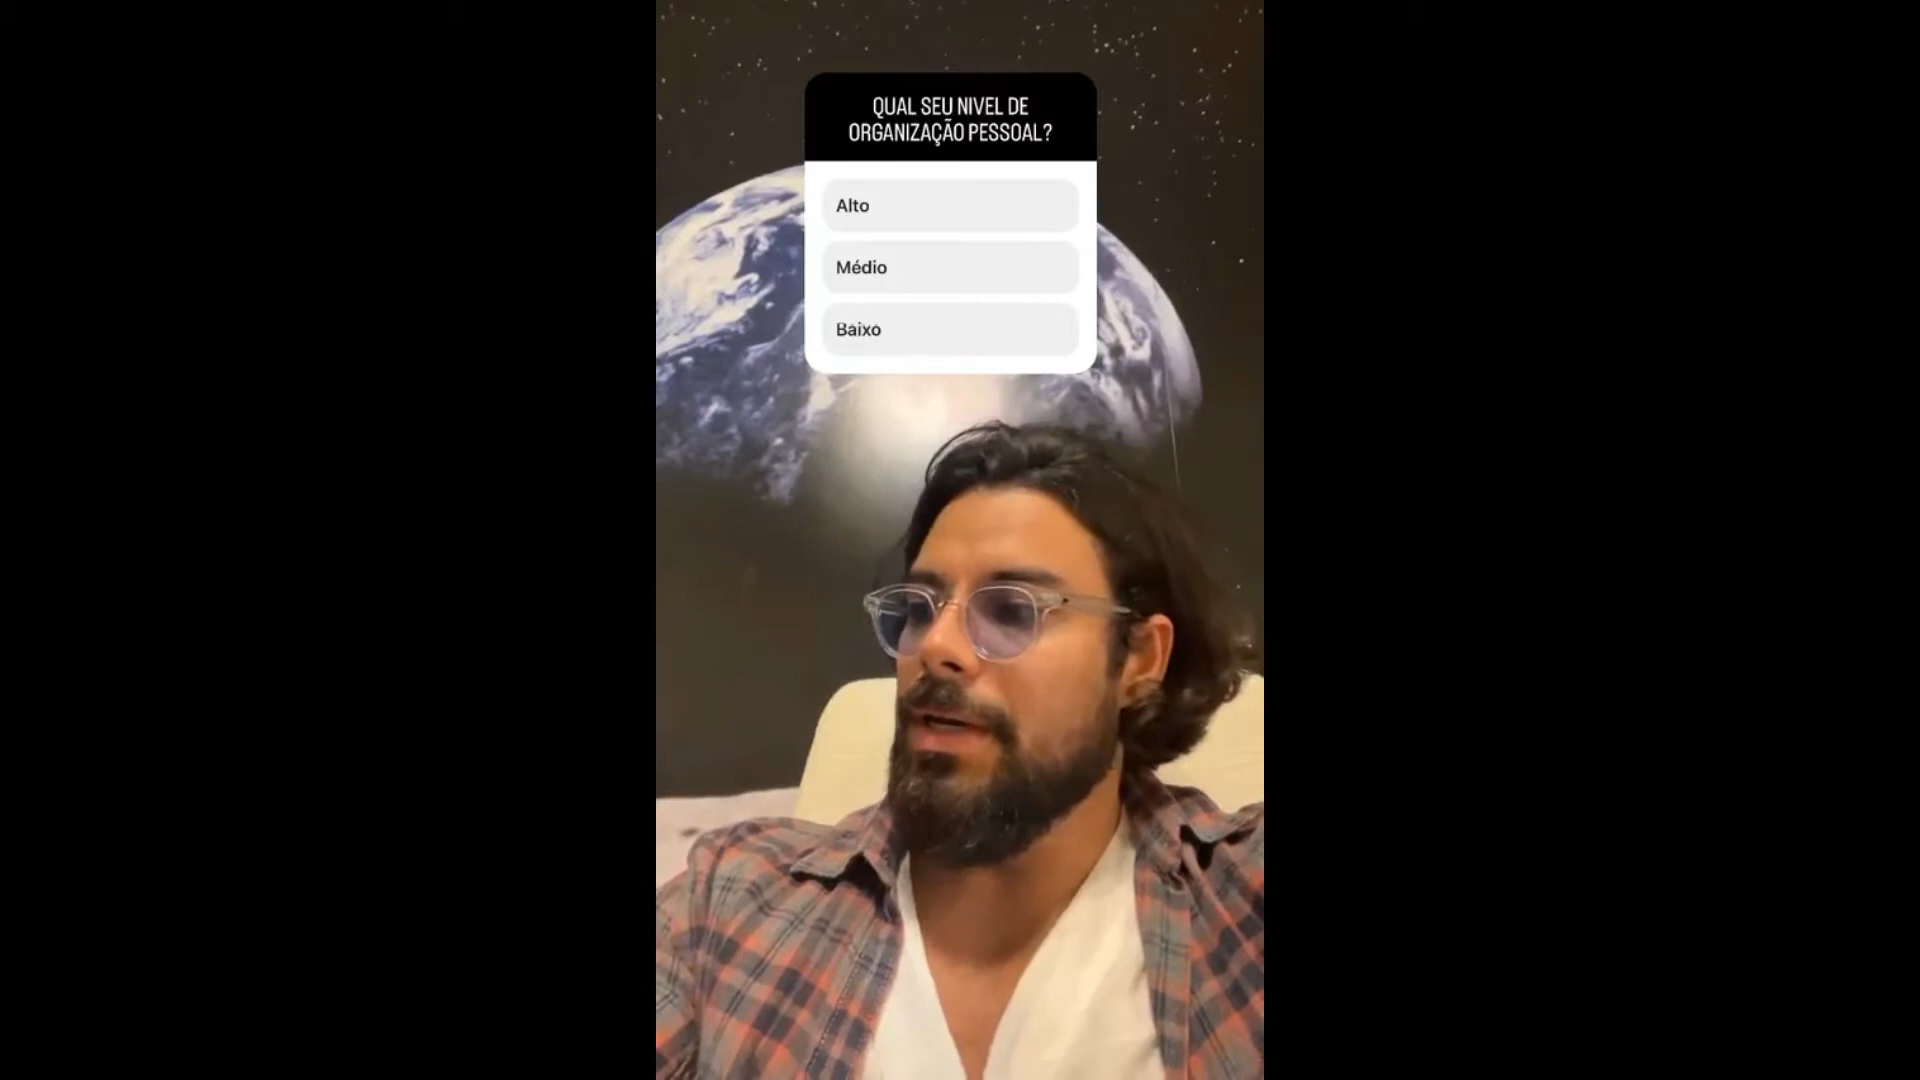 QUAL SEU NIVEL DE
ORGANIZAÇÃO PESSOAL?
Alto
Médio
Baixo